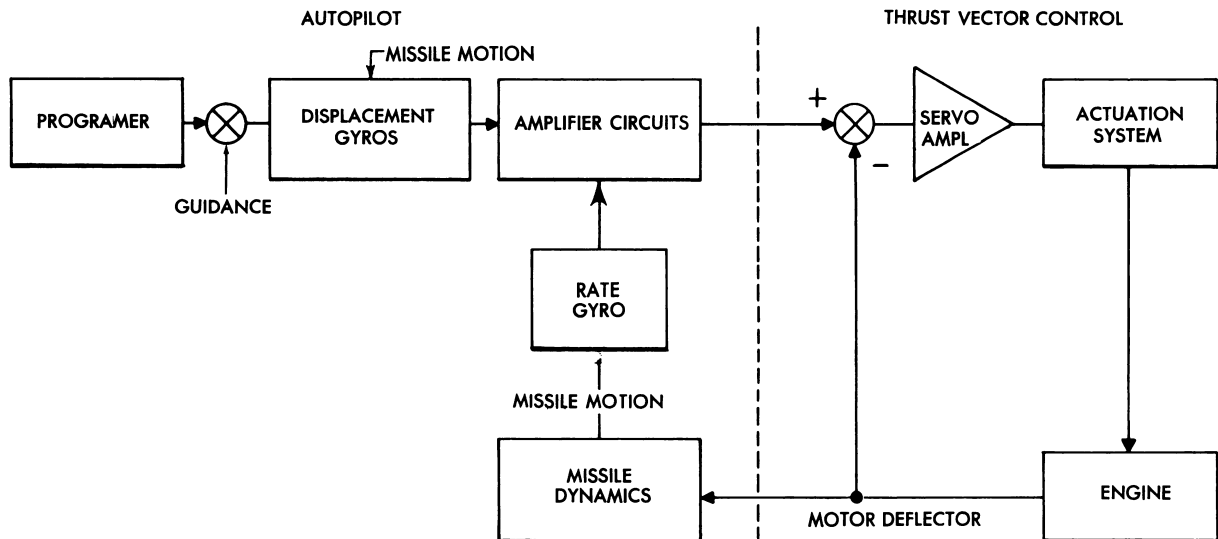 AUTOPILOT
THRUST VECTOR CONTROL
MISSILE MOTION
PROGRAMER
DISPLACEMENT
GYROS
AMPLIFIER CIRCUITS
+
−
SERVO
AMPL
ACTUATION
SYSTEM
GUIDANCE
RATE
GYRO
MISSILE MOTION
MISSILE
DYNAMICS
MOTOR DEFLECTOR
ENGINE